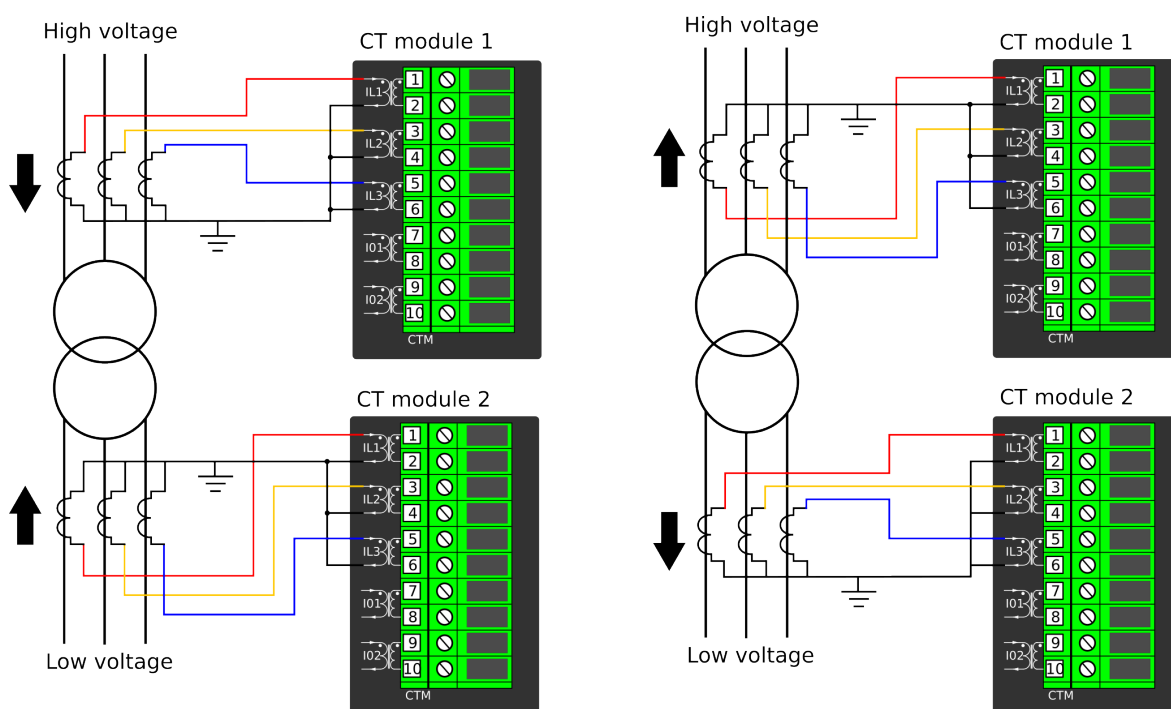 High voltage
CT module 1
IL1
1
2
IL2
3
4
IL3
5
6
I01
7
8
I02
9
10
CTM
CT module 2
IL1
1
2
IL2
3
4
IL3
5
6
I01
7
8
I02
9
10
CTM
Low voltage
High voltage
CT module 1
IL1
1
2
IL2
3
4
IL3
5
6
I01
7
8
I02
9
10
CTM
CT module 2
IL1
1
2
IL2
3
4
IL3
5
6
I01
7
8
I02
9
10
CTM
Low voltage